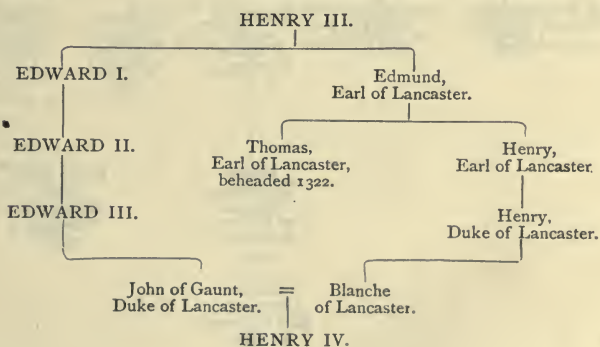 HENRY III.
EDWARD I.
Edmund,
Earl of Lancaster.
EDWARD II.
Thomas,
Earl of Lancaster,
beheaded 1322.
Henry,
Earl of Lancaster
EDWARD III.
Henry,
Duke of Lancaster.
John of Gaunt,
Duke of Lancaster.
=
Blanche
of Lancaster.
HENRY IV.